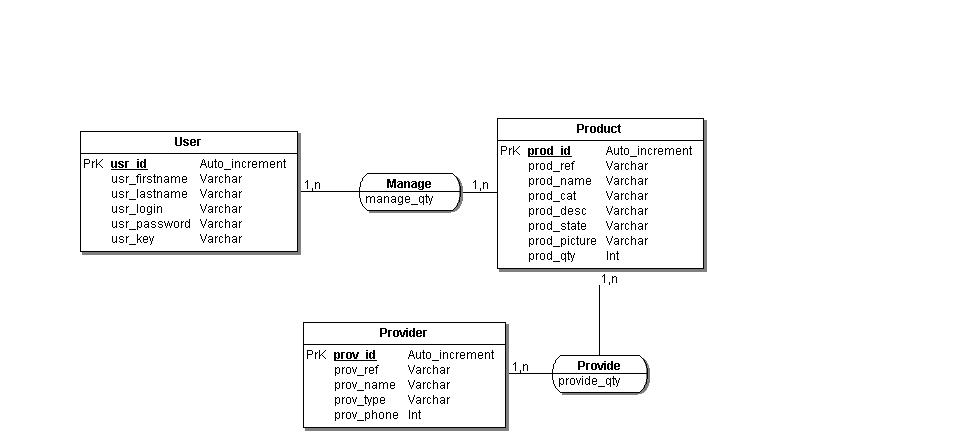 User
PrK usr_id Auto_increment
usr_firstname Varchar
usr_lastname Varchar
usr_login Varchar
usr_password Varchar
usr_key Varchar
1,n
Manage
manage_qty
1,n
Product
PrK prod_id Auto_increment
prod_ref Varchar
prod_name Varchar
prod_cat Varchar
prod_desc Varchar
prod_state Varchar
prod_picture Varchar
prod_qty Int
1,n
Provider
PrK prov_id Auto_increment
prov_ref Varchar
prov_name Varchar
prov_type Varchar
prov_phone Int
1,n
Provide
provide_qty